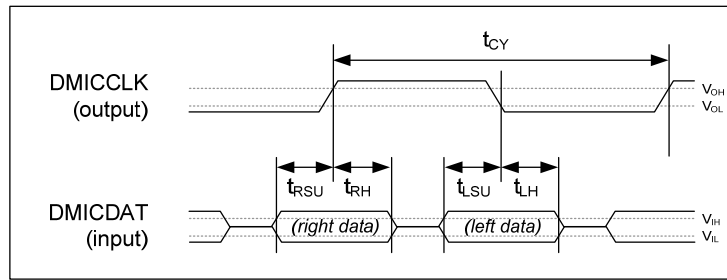 tCY
DMICCLK
(output)
VOH
VOL
tRSU tRH tLSU tLH
DMICDAT
(input)
(right data) (left data)
VIH
VIL